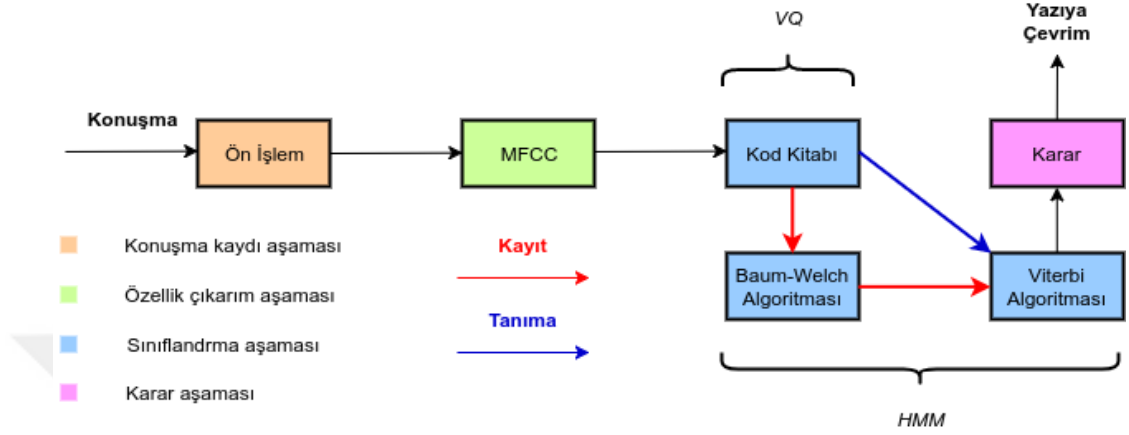 VQ
Yazıya
Çevrim
Konuşma
Ön İşlem
MFCC
Kod Kitabı
Karar
Konuşma kaydı aşaması
Kayıt
Baum-Welch
Algoritması
Viterbi
Algoritması
Özellik çıkarım aşaması
Tanıma
Sınıflandrma aşaması
Karar aşaması
HMM